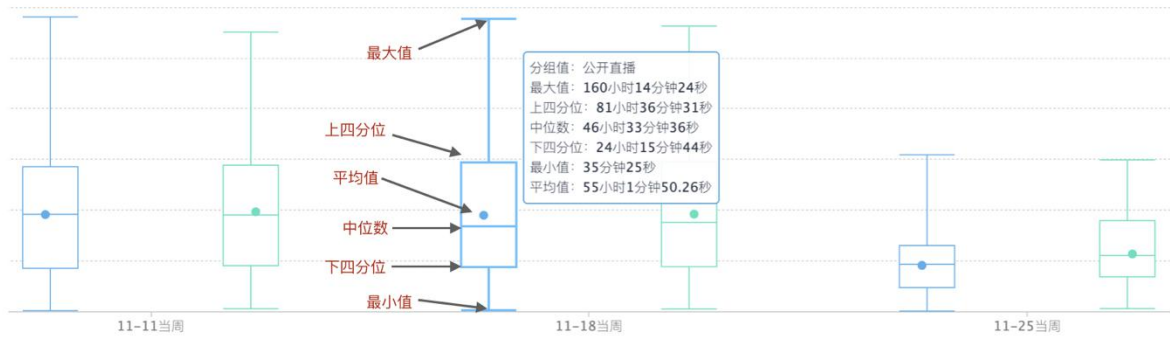 最大值
上四分位
平均值
中位数
下四分位
最小值
分组值：公开直播
最大值：160小时14分钟24秒
上四分位：81小时36分钟31秒
中位数：46小时33分钟36秒
下四分位：24小时15分钟44秒
最小值：35分钟25秒
平均值：55小时1分钟50.26秒
11-11当周
11-18当周
11-25当周